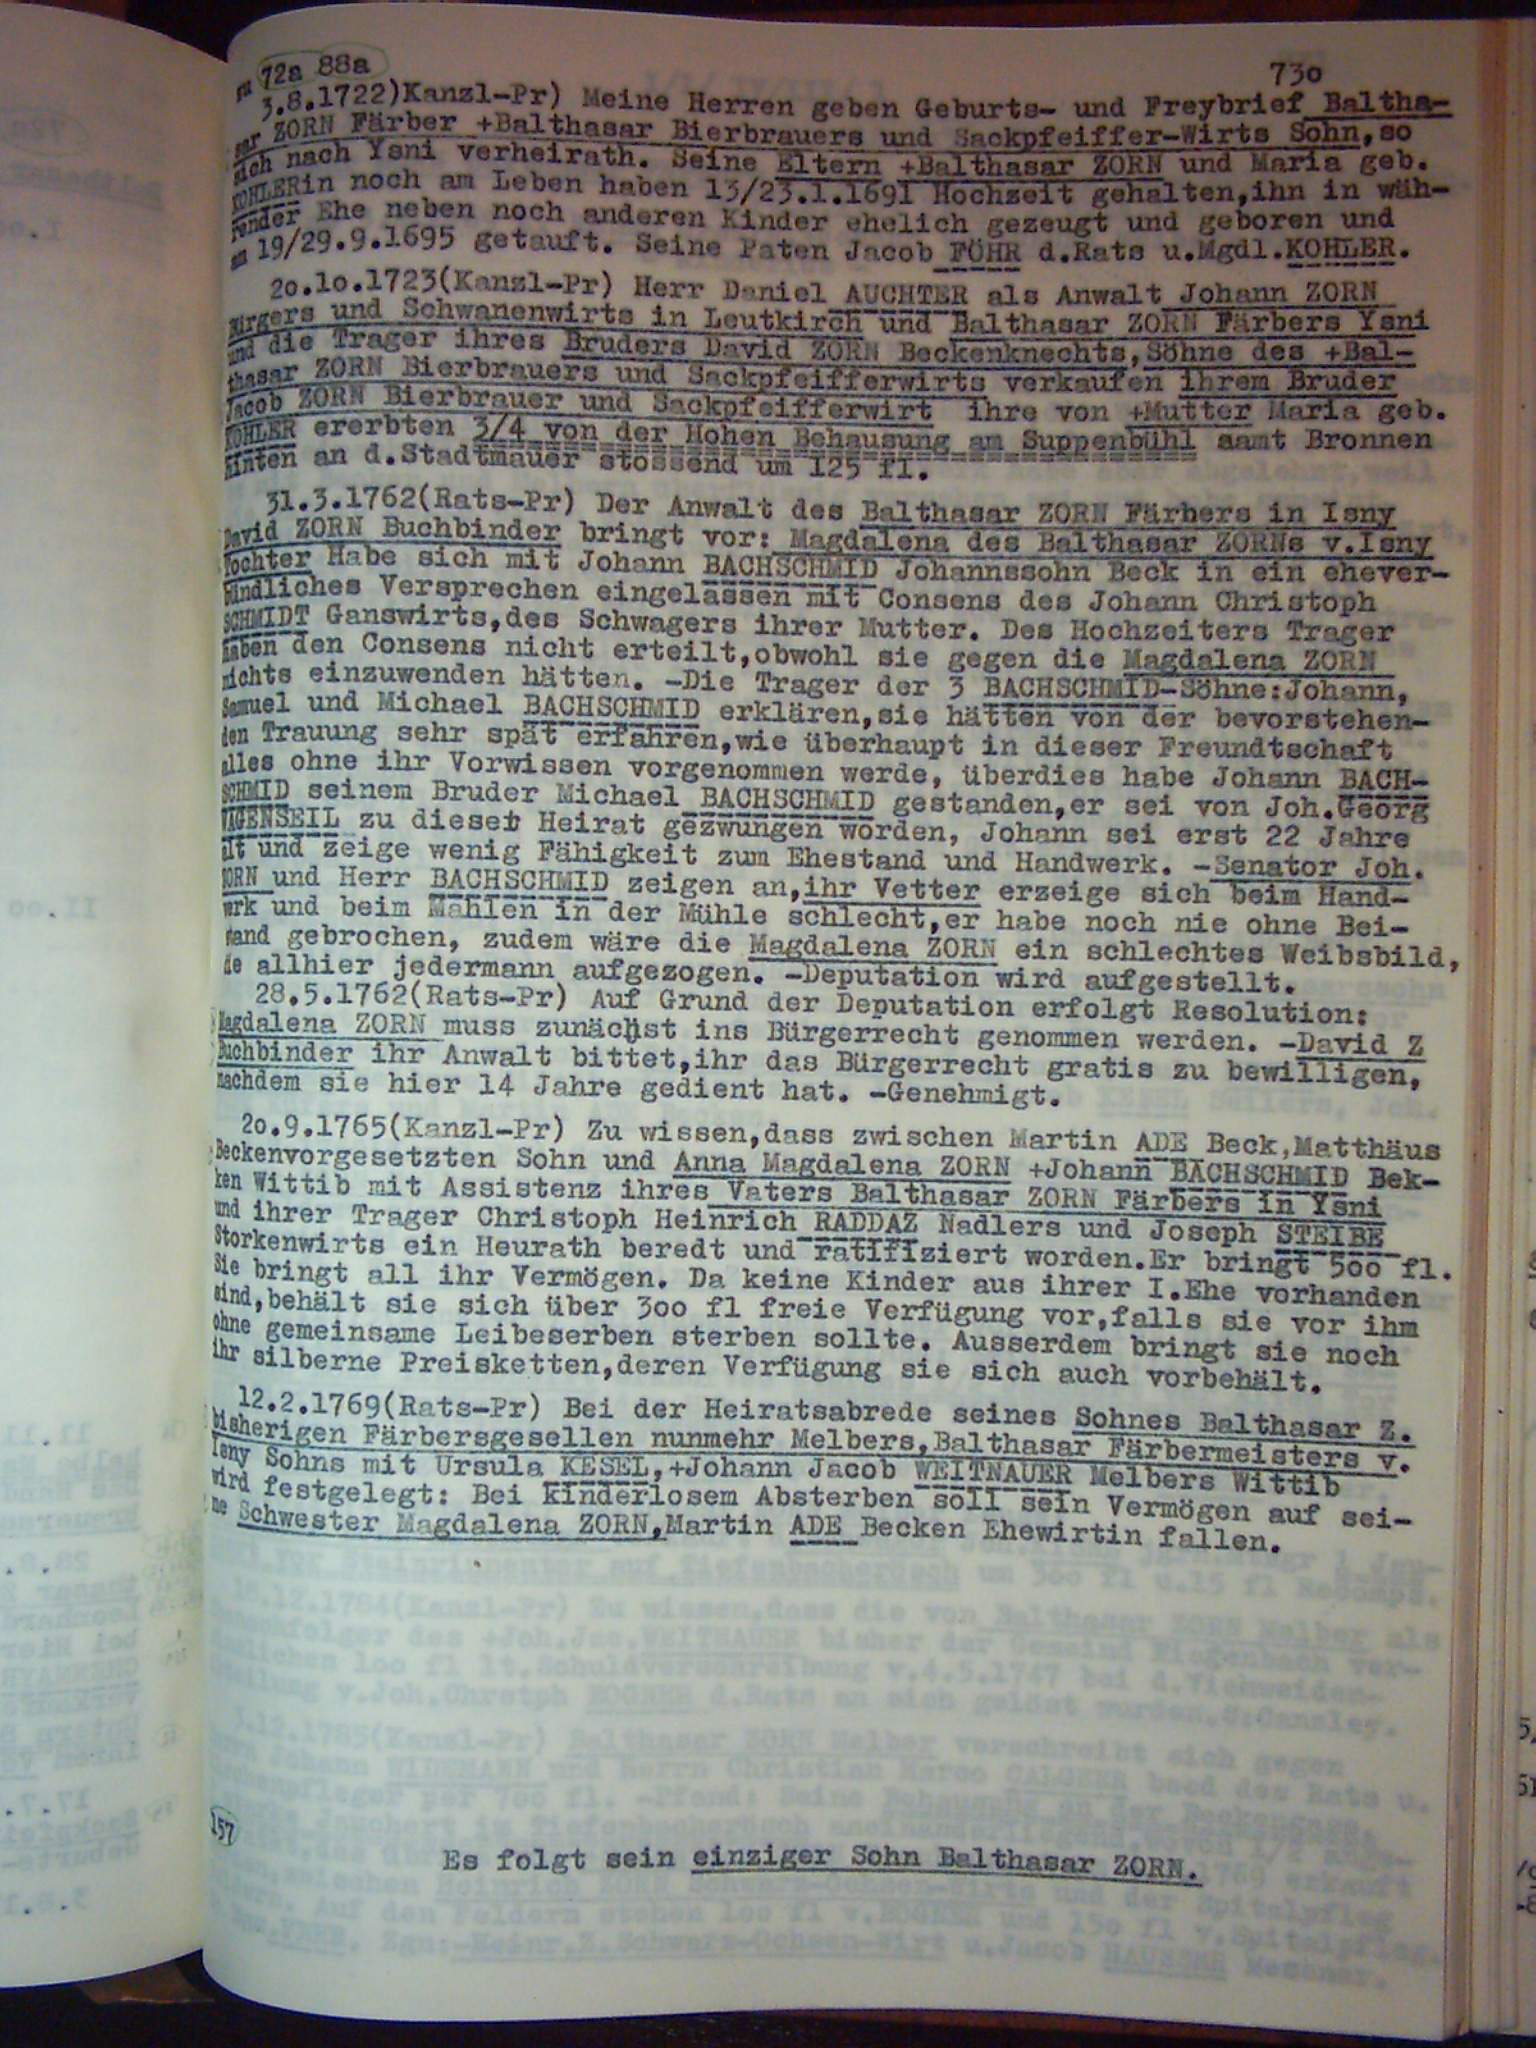 zu 72a 88a 730
3.8.1722)Kanzl-Pr) Meine Herren geben Geburts- und Freybrief Baltha-
sar ZORN Färber +Balthasar Bierbrauers und Sackpfeiffer-Wirts Sohn,so
sich nach Ysni verheirath. Seine Eltern +Balthasar ZORN und Maria geb.
KOHLERin noch am Leben haben 13/23.1.1691 Hochzeit gehalten,ihn in wäh-
render Ehe neben noch anderen Kinder ehelich gezeugt und geboren und
am 19/29.9.1695 getauft. Seine Paten Jacob FÖHR d.Rats u.Mgdl.KOHLER.
20.10.1723(Kanzl-Pr) Herr Daniel AUCHTER als Anwalt Johann ZORN
Bürgers und Schwanenwirts in Leutkirch und Balthasar ZORN Färbers Ysni
und die Trager ihres Bruders David ZORN Beckenknechts,Söhne des +Bal-
thasar ZORN Bierbrauers und Sackpfeifferwirts verkaufen ihrem Bruder
Jacob ZORN Bierbrauer und Sackpfeifferwirt ihre von +Mutter Maria geb.
KOHLER ererbten 3/4 von der Hohen Behausung am Suppenbühl aamt Bronnen
hinten an d.Stadtmauer stossend um 125 fl.
31.3.1762(Rats-Pr) Der Anwalt des Balthasar ZORN Färbers in Isny
David ZORN Buchbinder bringt vor: Magdalena des Balthasar ZORNs v.Isny
Tochter Habe sich mit Johann BACHSCHMID Johannssohn Beck in ein ehever-
bindliches Versprechen eingelassen mit Consens des Johann Christoph
SCHMIDT Ganswirts,des Schwagers ihrer Mutter. Des Hochzeiters Trager
haben den Consens nicht erteilt,obwohl sie gegen die Magdalena ZORN
nichts einzuwenden hätten. -Die Trager der 3 BACHSCHMID-Söhne:Johann,
Samuel und Michael BACHSCHMID erklären,sie hätten von der bevorstehen-
den Trauung sehr spät erfahren,wie überhaupt in dieser Freundtschaft
alles ohne ihr Vorwissen vorgenommen werde, überdies habe Johann BACH-
SCHMID seinem Bruder Michael BACHSCHMID gestanden,er sei von Joh.Georg
WAGENSEIL zu dieser Heirat gezwungen worden, Johann sei erst 22 Jahre
alt und zeige wenig Fähigkeit zum Ehestand und Handwerk. -Senator Joh.
ZORN und Herr BACHSCHMID zeigen an,ihr Vetter erzeige sich beim Hand-
werk und beim Mahlen in der Mühle schlecht,er habe noch nie ohne Bei-
stand gebrochen, zudem wäre die Magdalena ZORN ein schlechtes Weibsbild,
die allhier jedermann aufgezogen. -Deputation wird aufgestellt.
28.5.1762(Rats-Pr) Auf Grund der Deputation erfolgt Resolution:
Magdalena ZORN muss zunächst ins Bürgerrecht genommen werden. -David Z
Buchbinder ihr Anwalt bittet,ihr das Bürgerrecht gratis zu bewilligen,
nachdem sie hier 14 Jahre gedient hat. -Genehmigt.
20.9.1765(Kanzl-Pr) Zu wissen,dass zwischen Martin ADE Beck,Matthäus
Beckenvorgesetzten Sohn und Anna Magdalena ZORN +Johann BACHSCHMID Bek-
ken Wittib mit Assistenz ihres Vaters Balthasar ZORN Färbers in Ysni
und ihrer Trager Christoph Heinrich RADDAZ Nadlers und Joseph STEIBE
Storkenwirts ein Heurath beredt und ratifiziert worden.Er bringt 500 fl.
Sie bringt all ihr Vermögen. Da keine Kinder aus ihrer I.Ehe vorhanden
sind,behält sie sich über 300 fl freie Verfügung vor,falls sie vor ihm
ohne gemeinsame Leibeserben sterben sollte. Ausserdem bringt sie noch
ihr silberne Preisketten,deren Verfügung sie sich auch vorbehält.
12.2.1769(Rats-Pr) Bei der Heiratsabrede seines Sohnes Balthasar Z.
bisherigen Färbersgesellen nunmehr Melbers,Balthasar Färbermeisters v.
Isny Sohns mit Ursula KESEL,+Johann Jacob WEITNAUER Melbers Wittib
wird festgelegt: Bei kinderlosem Absterben soll sein Vermögen auf sei-
ne Schwester Magdalena ZORN,Martin ADE Becken Ehewirtin fallen.
157
Es folgt sein einziger Sohn Balthasar ZORN.